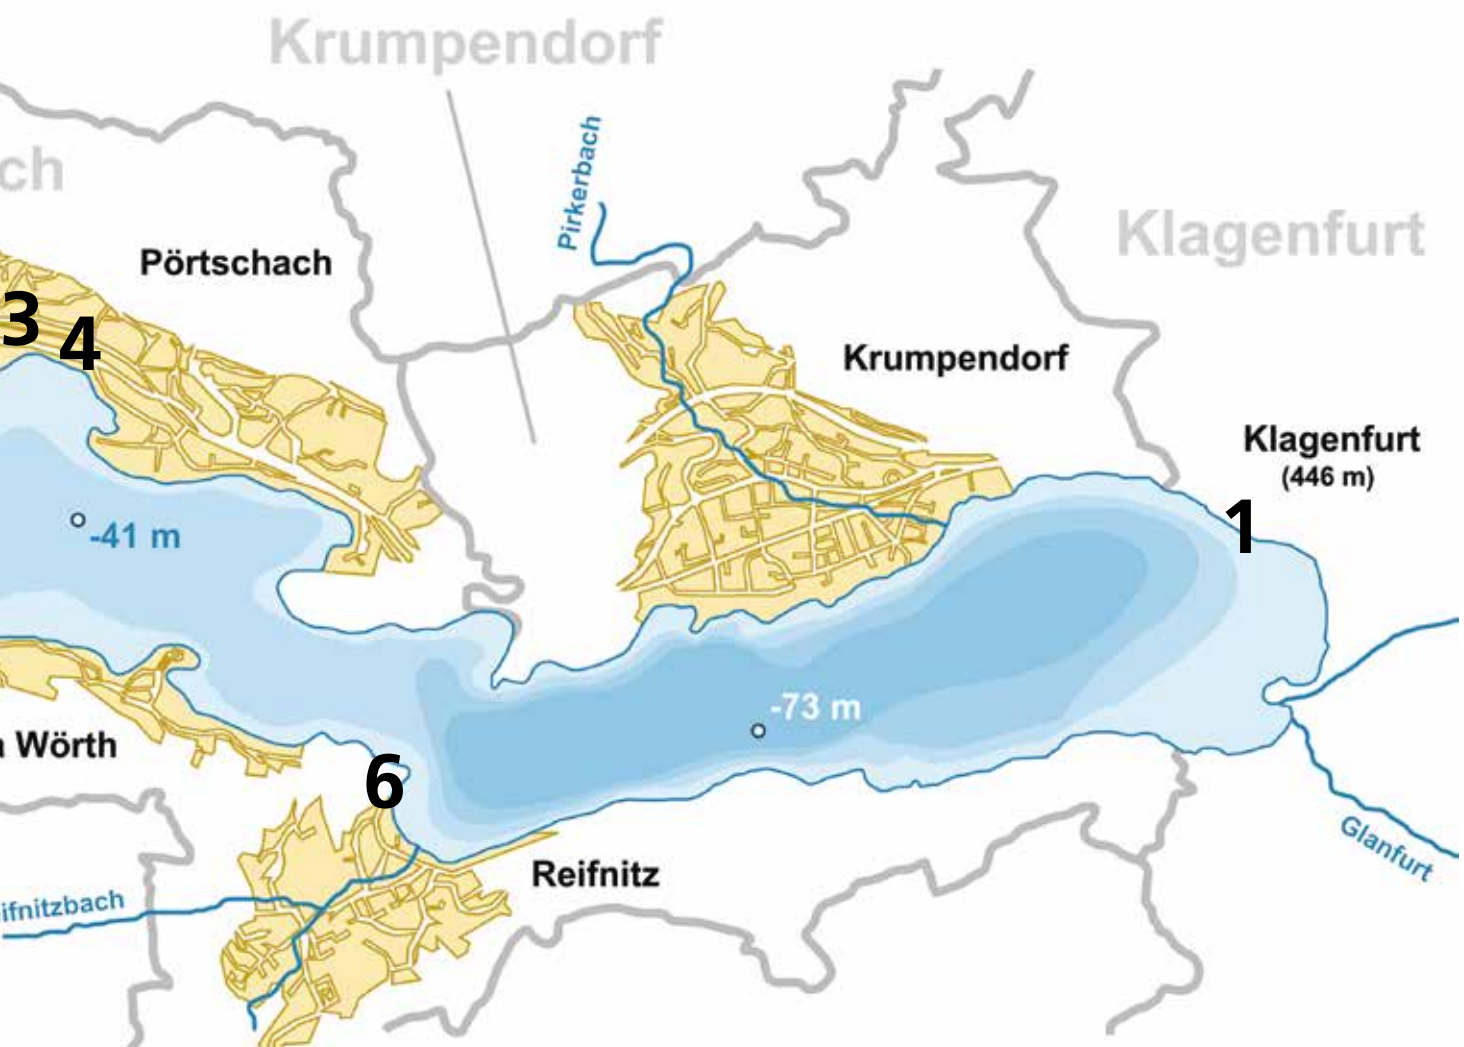 Krumpendorf
Pirkerbach
ch
Klagenfurt
Pörtschach
3
4
Krumpendorf
Klagenfurt
(446 m)
1
-41 m
-73 m
Wörth
6
Reifnitz
Glanfurt
ifnitzbach